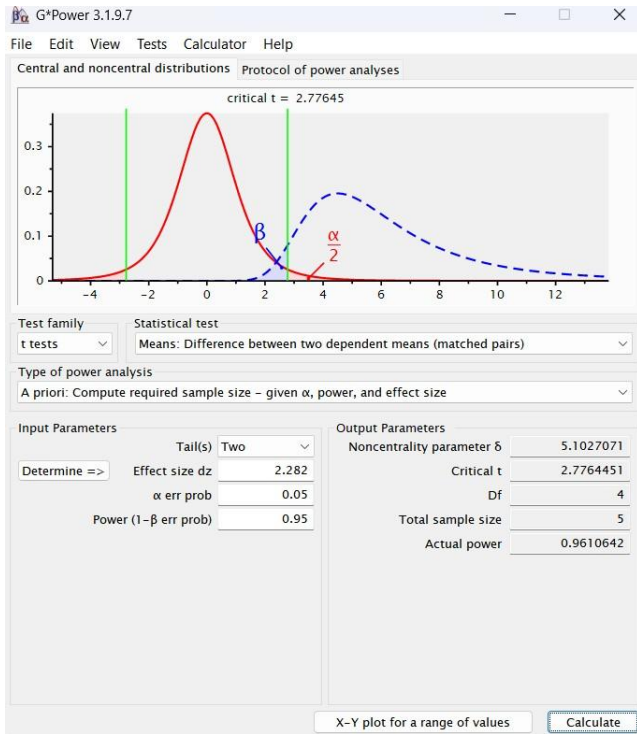 G*Power 3.1.9.7
File Edit View Tests Calculator Help
Central and noncentral distributions Protocol of power analyses
critical t = 2.77645
0.3
0.2
0.1
0
β
α
2
-4 -2 0 2 4 6 8 10 12
Test family Statistical test
t tests Means: Difference between two dependent means (matched pairs)
Type of power analysis
A priori: Compute required sample size – given α, power, and effect size
Input Parameters Output Parameters
Tail(s) Two Noncentrality parameter δ 5.1027071
Determine => Effect size dz 2.282 Critical t 2.7764451
α err prob 0.05 Df 4
Power (1-β err prob) 0.95 Total sample size 5
Actual power 0.9610642
X-Y plot for a range of values Calculate